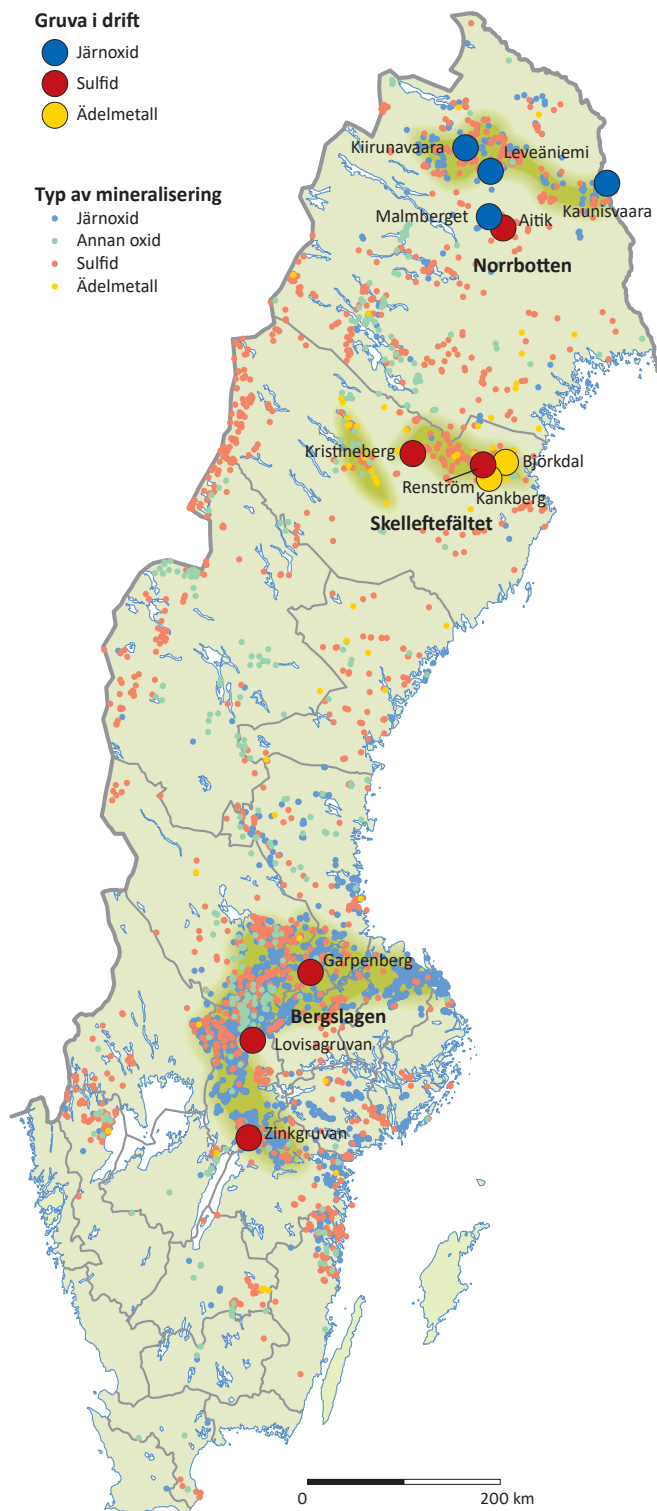 Gruva i drift
Järnoxid
Sulfid
Ädelmetall
Typ av mineralisering
Järnoxid
Annan oxid
Sulfid
Ädelmetall
Kiirunavaara
Leveäniemi
Kaunisvaara
Malmberget
Aitik
Norrbotten
Kristineberg
Björkdal
Renström
Kankberg
Skelleftefältet
Garpenberg
Bergslagen
Lovisagruvan
Zinkgruvan
0
200 km